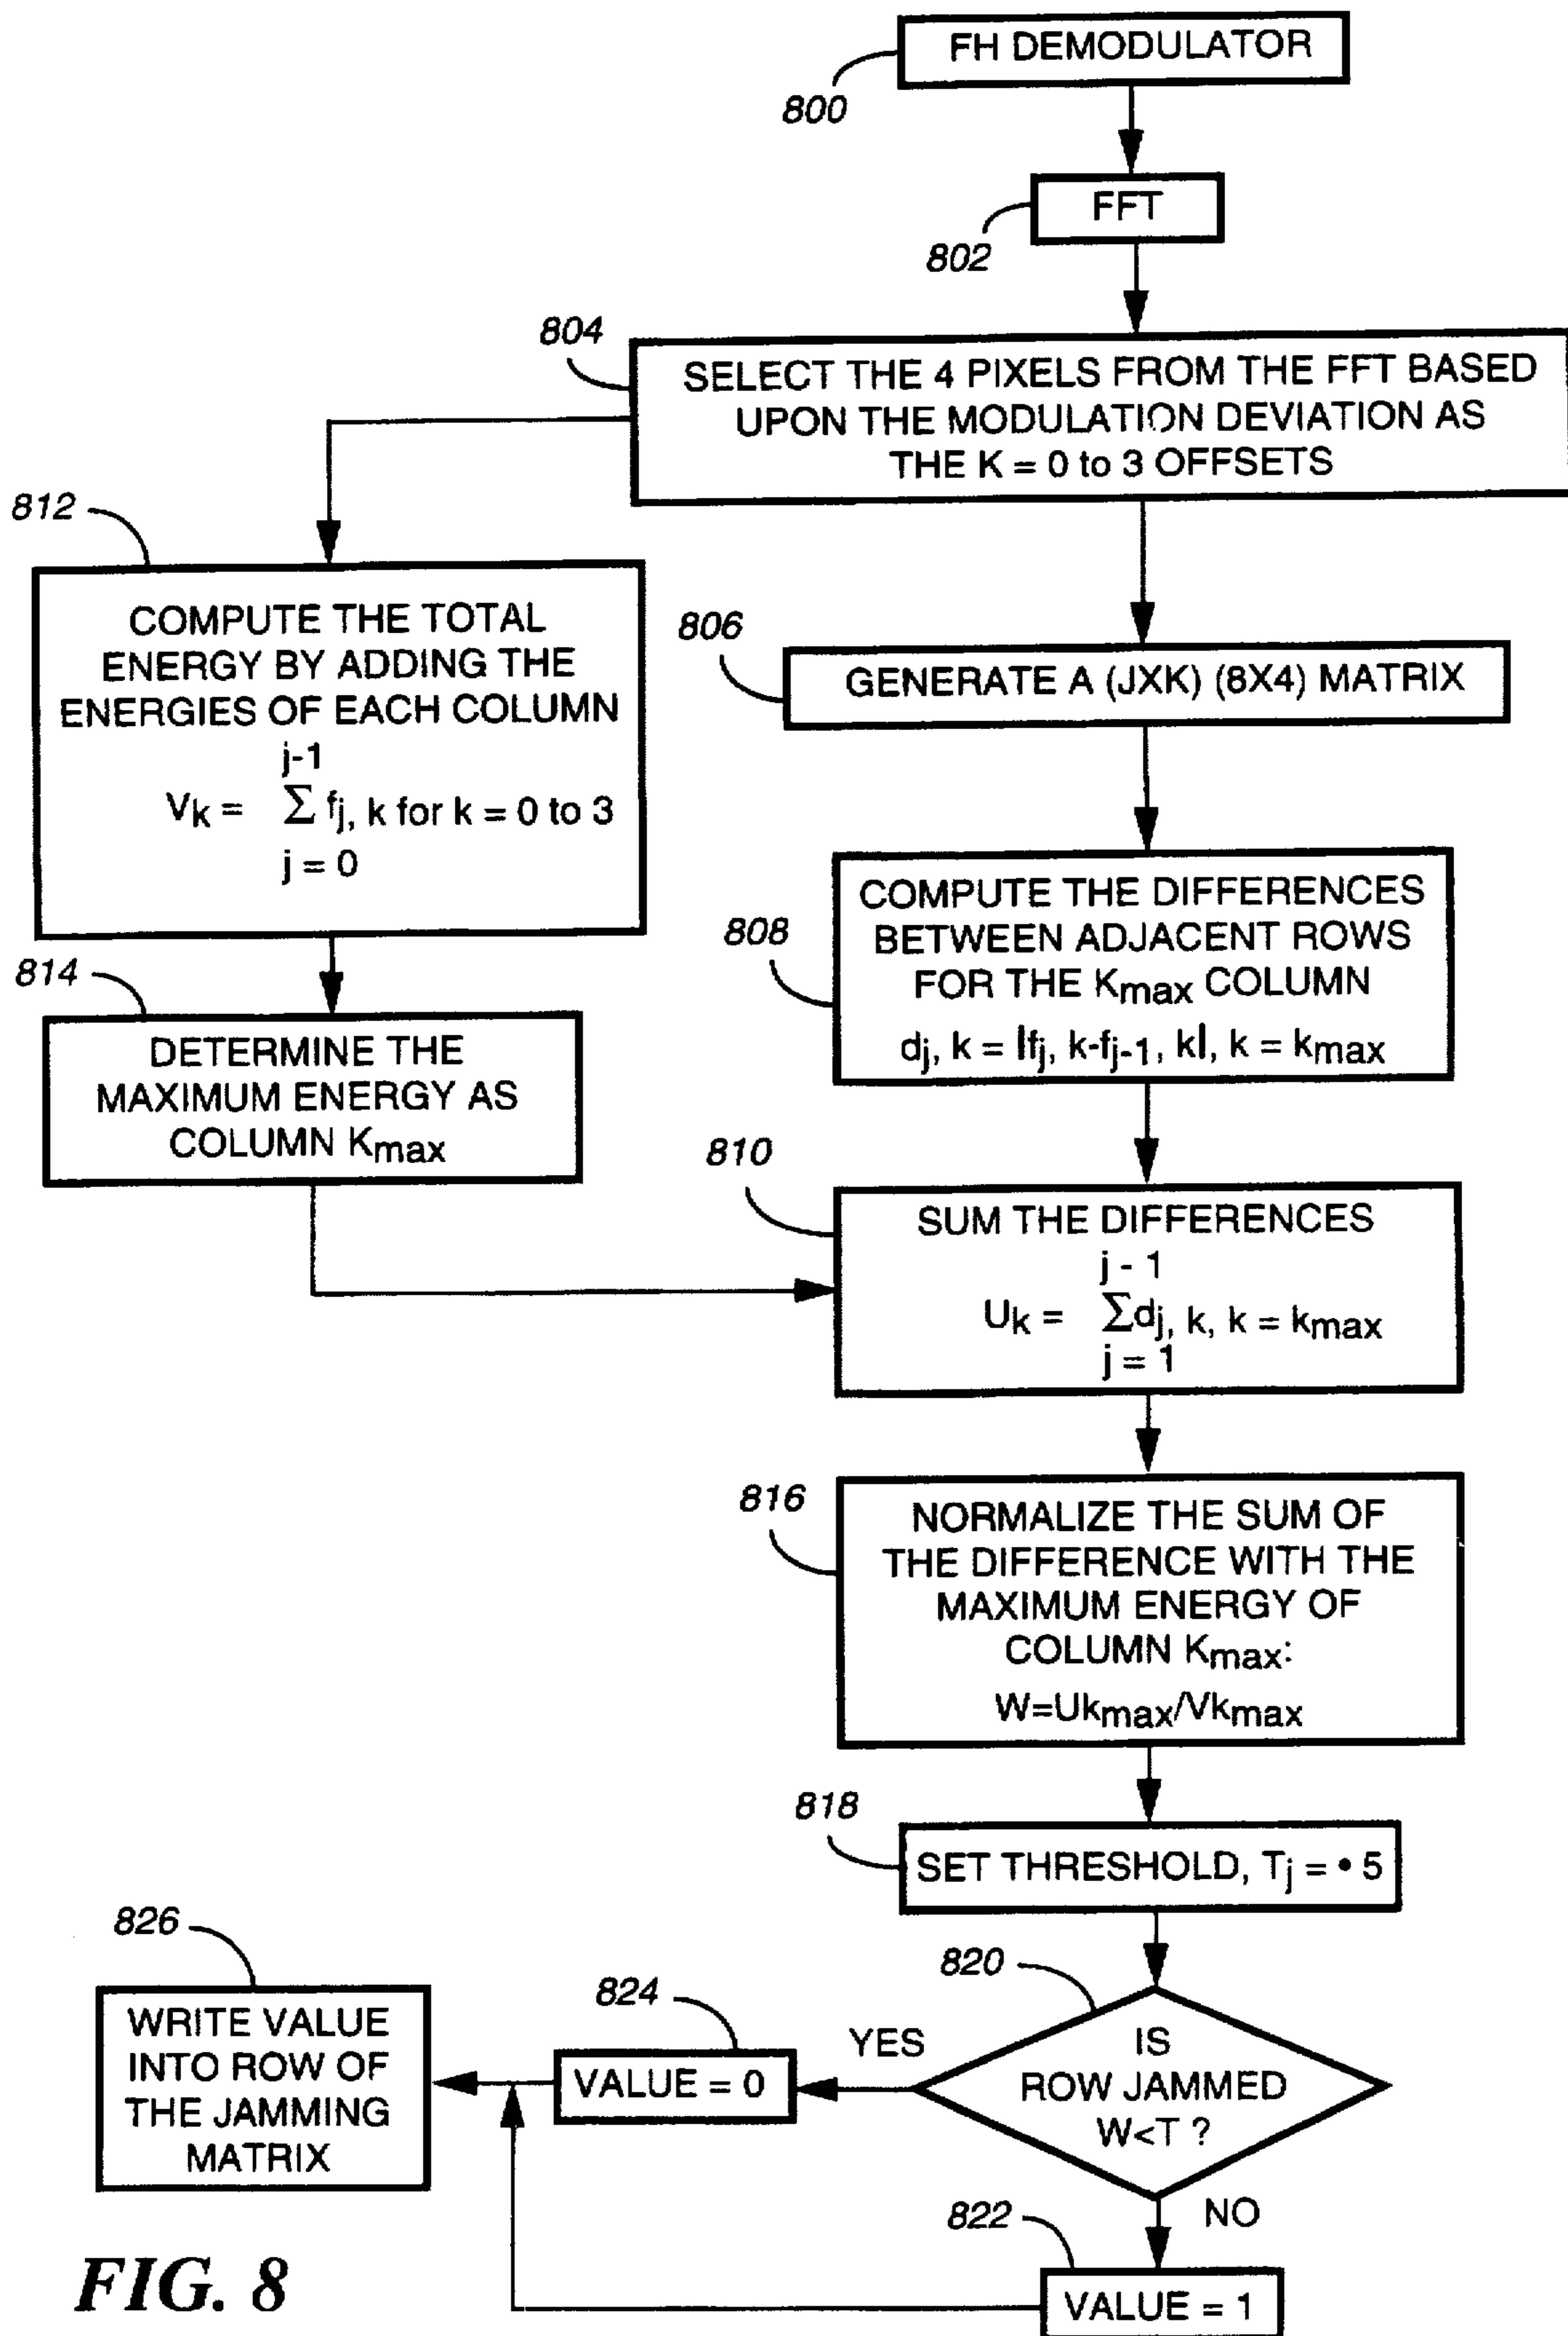 FH DEMODULATOR
800
FFT
802
804
SELECT THE 4 PIXELS FROM THE FFT BASED
UPON THE MODULATION DEVIATION AS
THE K = 0 to 3 OFFSETS
812
COMPUTE THE TOTAL
ENERGY BY ADDING THE
ENERGIES OF EACH COLUMN
j-1
Vk = Σ fj, k for k = 0 to 3
j = 0
806
GENERATE A (JXK) (8X4) MATRIX
808
COMPUTE THE DIFFERENCES
BETWEEN ADJACENT ROWS
FOR THE Kmax COLUMN
dj, k = |fj, k-fj-1, k|, k = kmax
814
DETERMINE THE
MAXIMUM ENERGY AS
COLUMN Kmax
810
SUM THE DIFFERENCES
j - 1
Uk = Σdj, k, k = kmax
j = 1
816
NORMALIZE THE SUM OF
THE DIFFERENCE WITH THE
MAXIMUM ENERGY OF
COLUMN Kmax:
W=Ukmax/Vkmax
818
SET THRESHOLD, Tj = • 5
820
IS
ROW JAMMED
W<T ?
YES
824
VALUE = 0
826
WRITE VALUE
INTO ROW OF
THE JAMMING
MATRIX
NO
822
VALUE = 1
FIG. 8